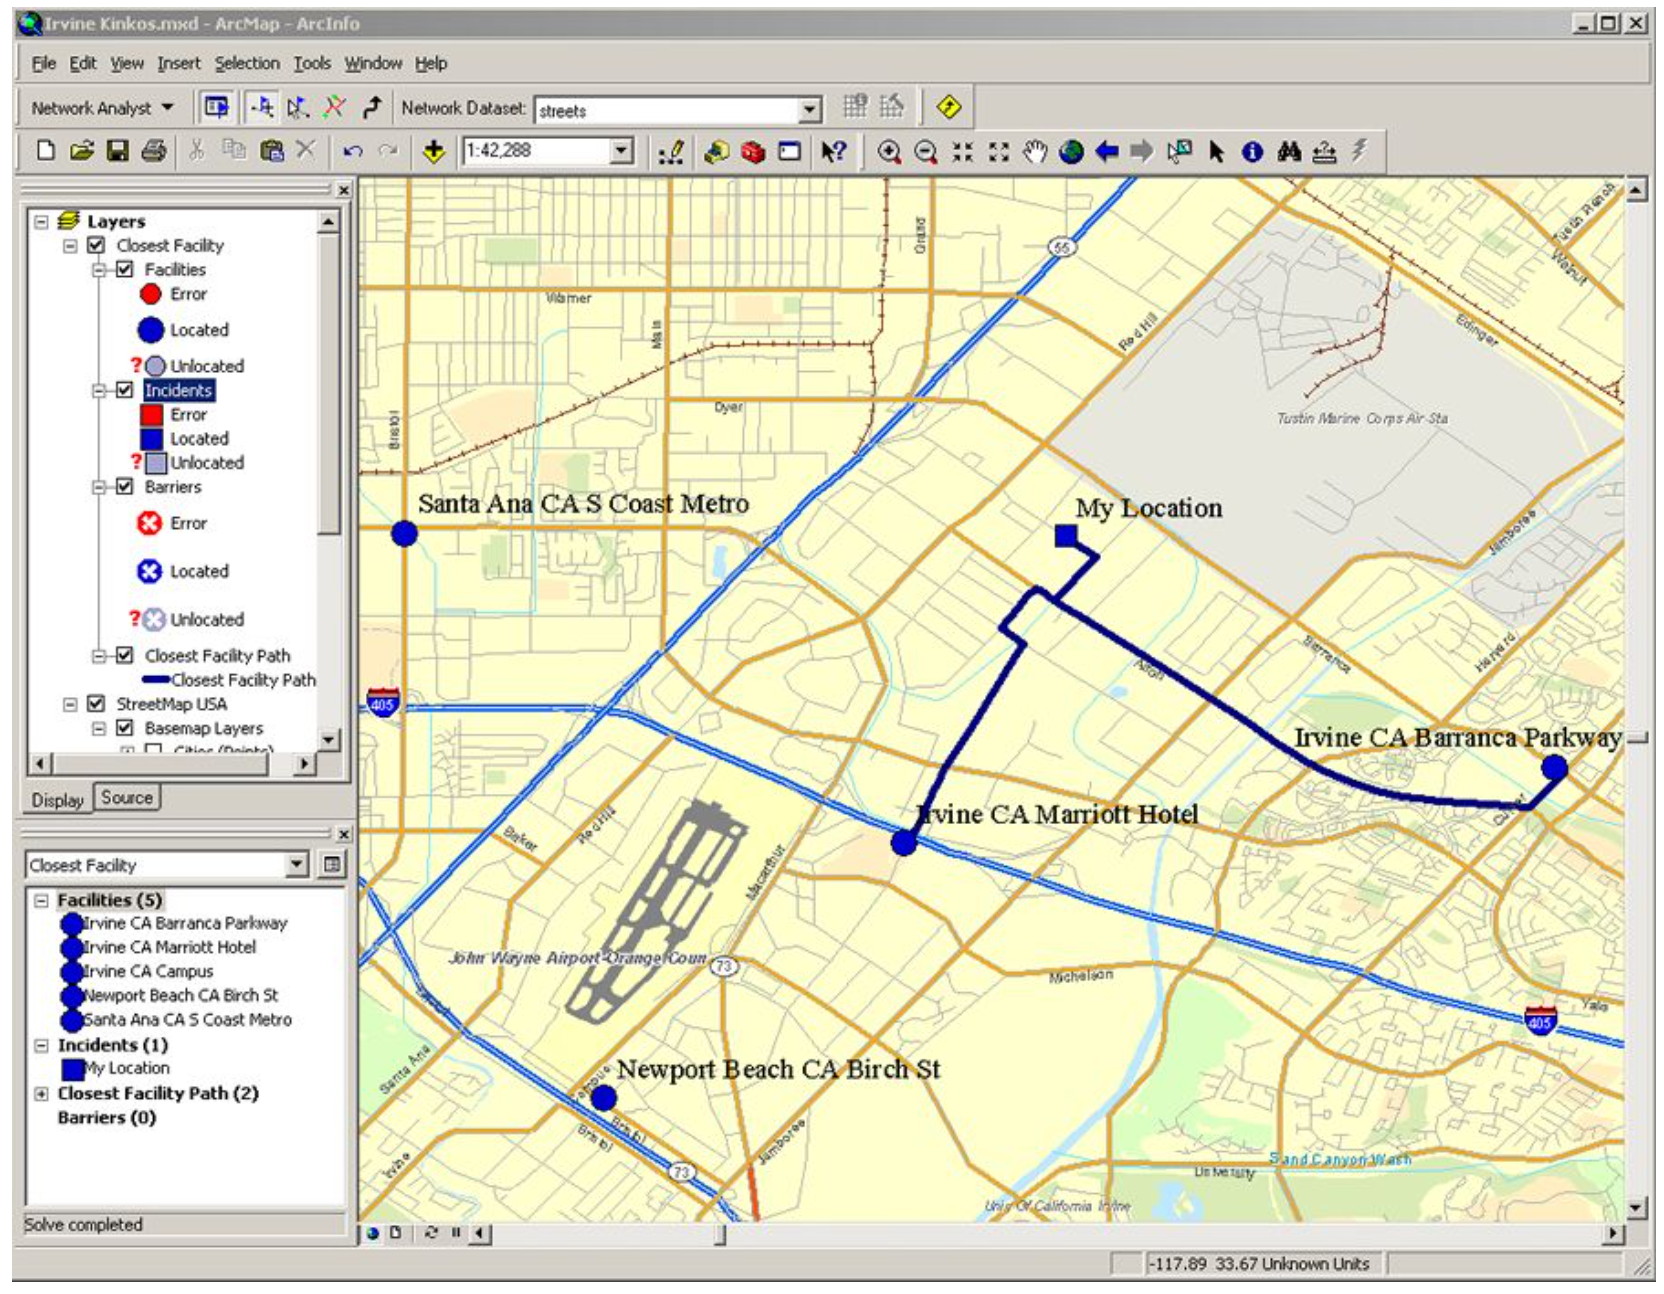 Irvine Kinkos.mxd - ArcMap - ArcInfo
File Edit View Insert Selection Tools Window Help
Network Analyst
Network Dataset: streets
1:42,288
Layers
Closest Facility
Facilities
Error
Located
? Unlocated
Incidents
Error
Located
? Unlocated
Barriers
Error
Located
? Unlocated
Closest Facility Path
Closest Facility Path
StreetMap USA
Basemap Layers
Cities (Points)
Display Source
Closest Facility
Facilities (5)
Irvine CA Barranca Parkway
Irvine CA Marriott Hotel
Irvine CA Campus
Newport Beach CA Birch St
Santa Ana CA S Coast Metro
Incidents (1)
My Location
Closest Facility Path (2)
Barriers (0)
Solve completed
Grand
55
Walnut
Warner
Main
Red Hill
Edinger
Dyer
Bristol
Tustin Marine Corps Air Sta
Santa Ana CA S Coast Metro
My Location
Jamboree
Harvard
Barranca
Alton
405
Irvine CA Barranca Parkway
Irvine CA Marriott Hotel
Culver
Baker
Red Hill
Macarthur
John Wayne Airport-Orange Coun
73
Michelson
Yale
405
Santa Ana
Newport Beach CA Birch St
Campus
Bristol
Bristol
Jamboree
Irvine
73
Sand Canyon Wash
University
Univ Of California Irvine
-117.89 33.67 Unknown Units